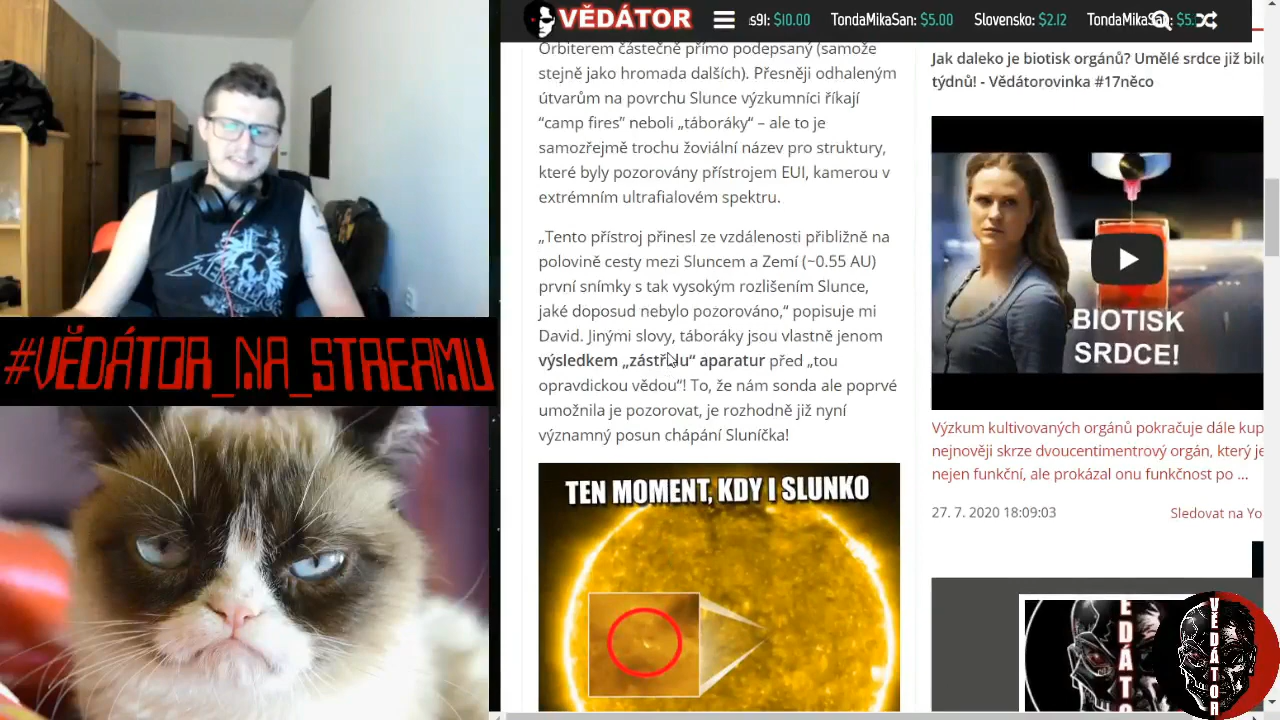 VĚDÁTOR
TondaMikaSan: $5.00
Slovensko: $2.12
Orbiterem částečně přímo podepsaný (samože
stejně jako hromada dalších). Přesněji odhaleným
útvarům na povrchu Slunce výzkumníci říkají
“camp fires” neboli „táboráky“ – ale to je
samozřejmě trochu žoviální název pro struktury,
které byly pozorovány přístrojem EUI, kamerou v
extrémním ultrafialovém spektru.
„Tento přístroj přinesl ze vzdálenosti přibližně na
polovině cesty mezi Sluncem a Zemí (~0.55 AU)
první snímky s tak vysokým rozlišením Slunce,
jaké doposud nebylo pozorováno,“ popisuje mi
David. Jinými slovy, táboráky jsou vlastně jenom
výsledkem „zástřelu“ aparatur před „tou
opravdickou vědou“! To, že nám sonda ale poprvé
umožnila je pozorovat, je rozhodně již nyní
významný posun chápání Sluníčka!
TEN MOMENT, KDY I SLUNKO
Jak daleko je biotisk orgánů? Umělé srdce již
týdnů! - Vědátorovinka #17něco
BIOTISK
SRDCE!
Výzkum kultivovaných orgánů pokračuje dále
nejnověji skrze dvoucentimentrový orgán, který
nejen funkční, ale prokázal onu funkčnost po ...
27. 7. 2020 18:09:03
Sledovat na
#VĚDÁTOR_NA_STREAMU
VĚDÁTOR